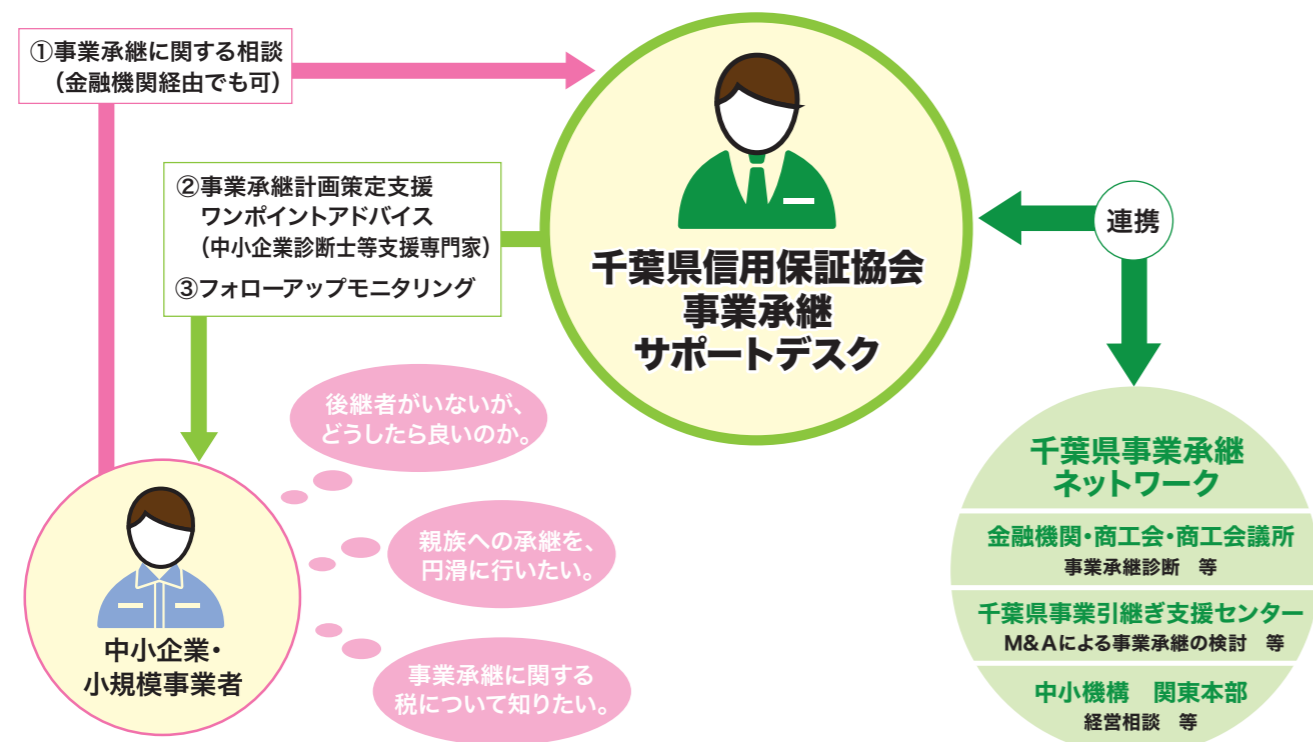 ①事業承継に関する相談
（金融機関経由でも可）
②事業承継計画策定支援
ワンポイントアドバイス
（中小企業診断士等支援専門家）
③フォローアップモニタリング
千葉県信用保証協会
事業承継
サポートデスク
連携
後継者がいないが、
どうしたら良いのか。
親族への承継を、
円滑に行いたい。
事業承継に関する
税について知りたい。
中小企業・
小規模事業者
千葉県事業承継
ネットワーク
金融機関・商工会・商工会議所
事業承継診断　等
千葉県事業引継ぎ支援センター
M&Aによる事業承継の検討　等
中小機構　関東本部
経営相談　等